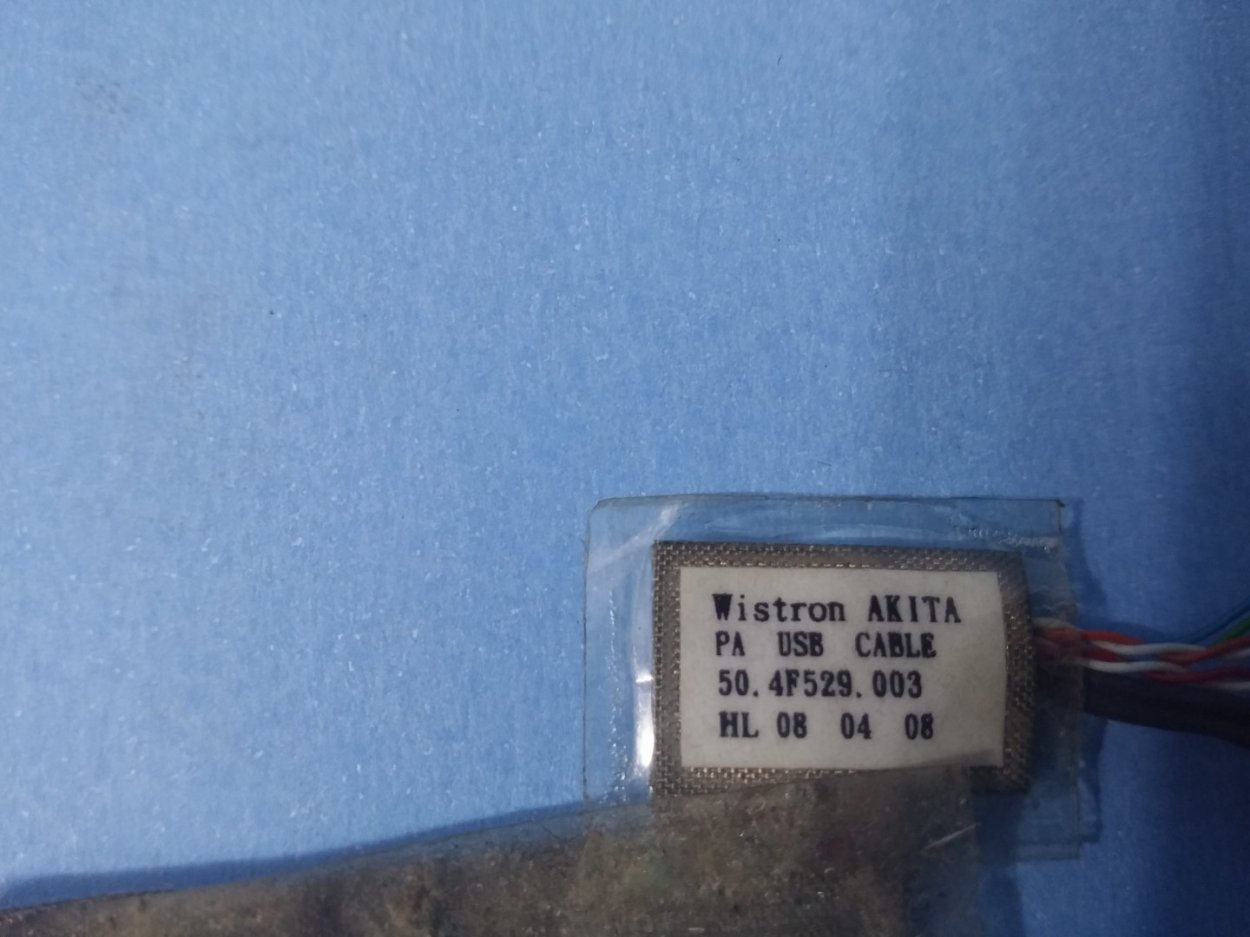 Wistron AKITA
PA USB CABLE
50.4F529.003
HL 08 04 08